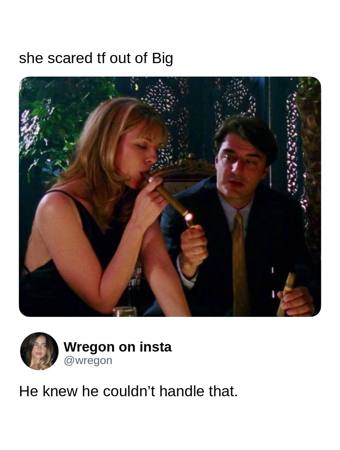 she scared tf out of Big
Wregon on insta
@wregon
He knew he couldn’t handle that.